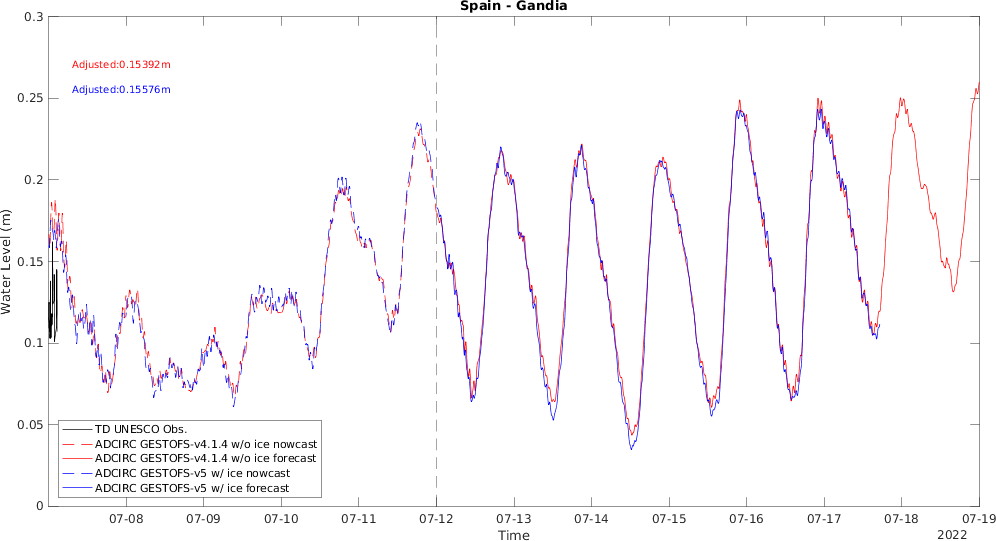 Spain - Gandia
0.3
0.25
0.2
0.15
0.1
0.05
0
Water Level (m)
Adjusted:0.15392m
Adjusted:0.15576m
TD UNESCO Obs.
ADCIRC GESTOFS-v4.1.4 w/o ice nowcast
ADCIRC GESTOFS-v4.1.4 w/o ice forecast
ADCIRC GESTOFS-v5 w/ ice nowcast
ADCIRC GESTOFS-v5 w/ ice forecast
07-08 07-09 07-10 07-11 07-12 07-13 07-14 07-15 07-16 07-17 07-18 07-19
Time
2022